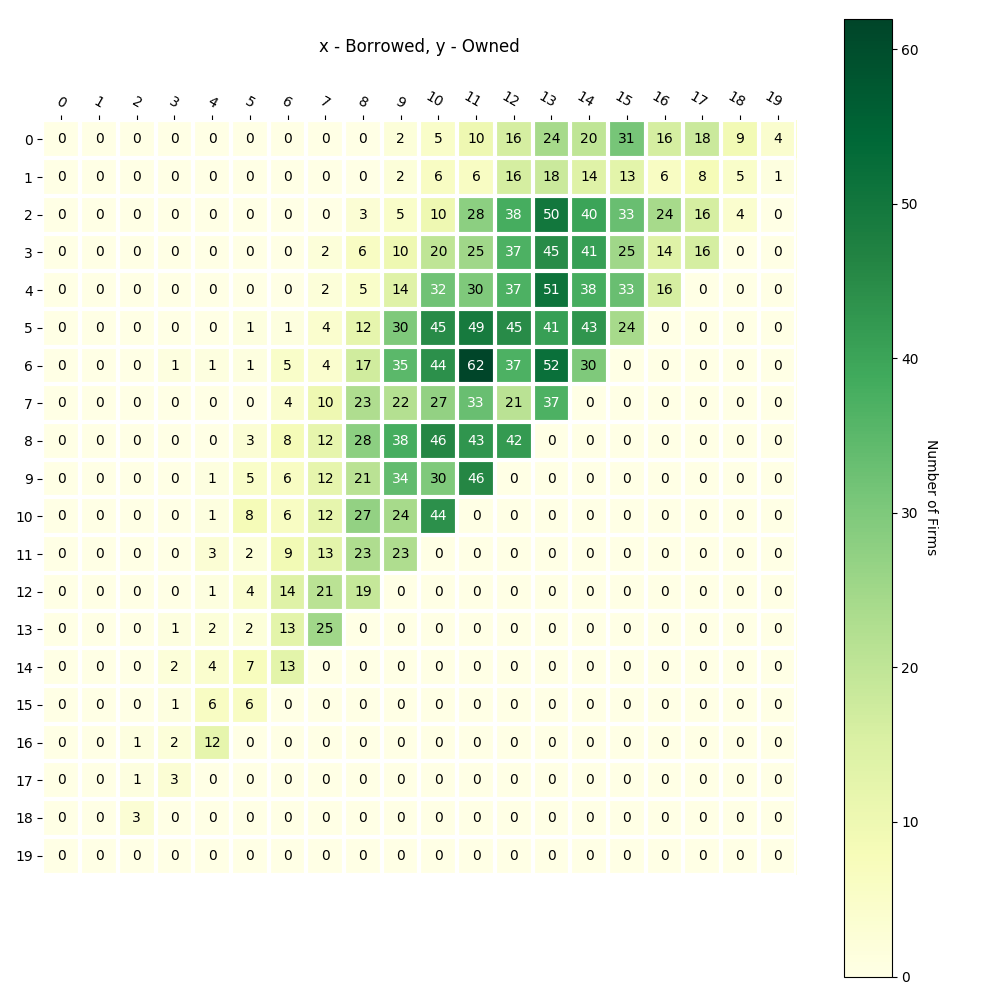 x - Borrowed, y - Owned
0 1 2 3 4 5 6 7 8 9 10 11 12 13 14 15 16 17 18 19
0 0 0 0 0 0 0 0 0 0 2 5 10 16 24 20 31 16 18 9 4
1 0 0 0 0 0 0 0 0 0 2 6 6 16 18 14 13 6 8 5 1
2 0 0 0 0 0 0 0 0 3 5 10 28 38 50 40 33 24 16 4 0
3 0 0 0 0 0 0 0 2 6 10 20 25 37 45 41 25 14 16 0 0
4 0 0 0 0 0 0 0 2 5 14 32 30 37 51 38 33 16 0 0 0
5 0 0 0 0 0 1 1 4 12 30 45 49 45 41 43 24 0 0 0 0
6 0 0 0 1 1 1 5 4 17 35 44 62 37 52 30 0 0 0 0 0
7 0 0 0 0 0 0 4 10 23 22 27 33 21 37 0 0 0 0 0 0
8 0 0 0 0 0 3 8 12 28 38 46 43 42 0 0 0 0 0 0 0
9 0 0 0 0 1 5 6 12 21 34 30 46 0 0 0 0 0 0 0 0
10 0 0 0 0 1 8 6 12 27 24 44 0 0 0 0 0 0 0 0 0
11 0 0 0 0 3 2 9 13 23 23 0 0 0 0 0 0 0 0 0 0
12 0 0 0 0 1 4 14 21 19 0 0 0 0 0 0 0 0 0 0 0
13 0 0 0 1 2 2 13 25 0 0 0 0 0 0 0 0 0 0 0 0
14 0 0 0 2 4 7 13 0 0 0 0 0 0 0 0 0 0 0 0 0
15 0 0 0 1 6 6 0 0 0 0 0 0 0 0 0 0 0 0 0 0
16 0 0 1 2 12 0 0 0 0 0 0 0 0 0 0 0 0 0 0 0
17 0 0 1 3 0 0 0 0 0 0 0 0 0 0 0 0 0 0 0 0
18 0 0 3 0 0 0 0 0 0 0 0 0 0 0 0 0 0 0 0 0
19 0 0 0 0 0 0 0 0 0 0 0 0 0 0 0 0 0 0 0 0
60
50
40
30
20
10
0
Number of Firms